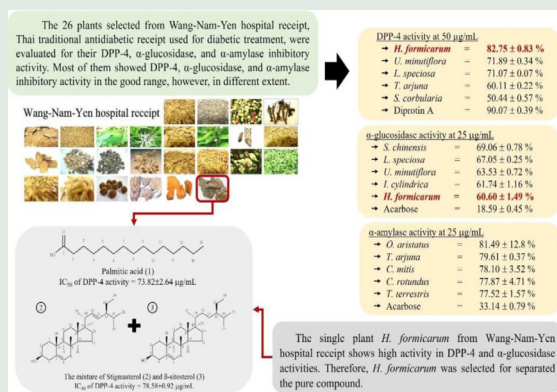 The 26 plants selected from Wang-Nam-Yen hospital receipt,
Thai traditional antidiabetic receipt used for diabetic treatment, were
evaluated for their DPP-4, α-glucosidase, and α-amylase inhibitory
activity. Most of them showed DPP-4, α-glucosidase, and α-amylase
inhibitory activity in the good range, however, in different extent.
Wang-Nam-Yen hospital receipt
DPP-4 activity at 50 µg/mL
→ H. formicarum = 82.75 ± 0.83 %
→ U. minutiflora = 71.89 ± 0.34 %
→ L. speciosa = 71.07 ± 0.07 %
→ T. arjuna = 60.11 ± 0.22 %
→ S. corbularia = 50.44 ± 0.57 %
→ Diprotin A = 90.07 ± 0.39 %
α-glucosidase activity at 25 µg/mL
→ S. chinensis = 69.06 ± 0.78 %
→ L. speciosa = 67.05 ± 0.25 %
→ U. minutiflora = 63.53 ± 0.72 %
→ I. cylindrica = 61.74 ± 1.16 %
→ H. formicarum = 60.60 ± 1.49 %
→ Acarbose = 18.59 ± 0.45 %
α-amylase activity at 25 µg/mL
→ O. aristatus = 81.49 ± 12.8 %
→ T. arjuna = 79.61 ± 0.37 %
→ C. mitis = 78.10 ± 3.52 %
→ C. rotundus = 77.87 ± 4.71 %
→ T. terrestris = 77.52 ± 1.57 %
→ Acarbose = 33.14 ± 0.79 %
Palmitic acid (1)
IC50 of DPP-4 activity = 73.82±2.64 µg/mL
2
+
3
The mixture of Stigmasterol (2) and β-sitosterol (3)
IC50 of DPP-4 activity = 78.58±0.92 µg/mL
The single plant H. formicarum from Wang-Nam-Yen
hospital receipt shows high activity in DPP-4 and α-glucosidase
activities. Therefore, H. formicarum was selected for separated
the pure compound.